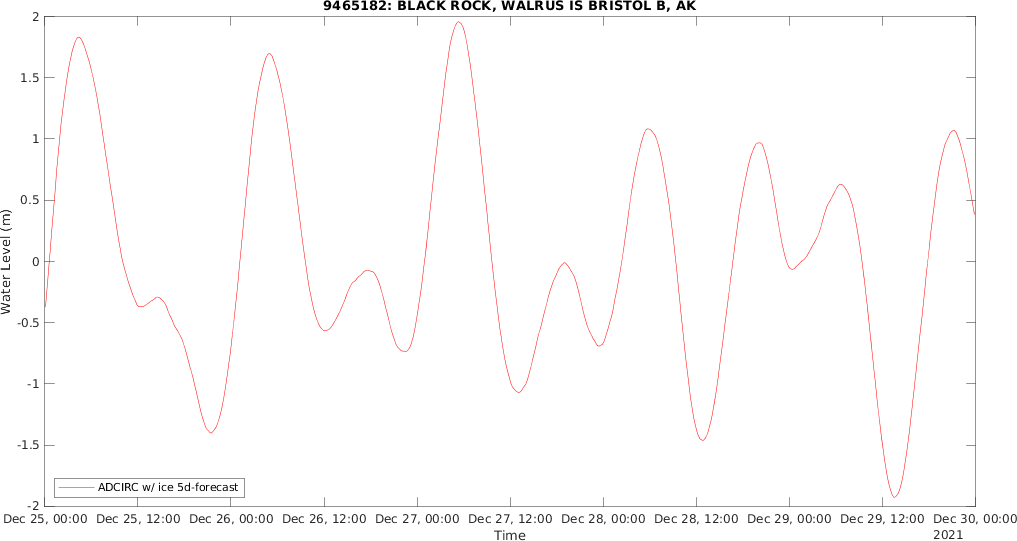 9465182: BLACK ROCK, WALRUS IS BRISTOL B, AK
2
1.5
1
0.5
0
-0.5
-1
-1.5
-2
Water Level (m)
ADCIRC w/ ice 5d-forecast
Dec 25, 00:00 Dec 25, 12:00 Dec 26, 00:00 Dec 26, 12:00 Dec 27, 00:00 Dec 27, 12:00 Dec 28, 00:00 Dec 28, 12:00 Dec 29, 00:00 Dec 29, 12:00 Dec 30, 00:00
Time
2021